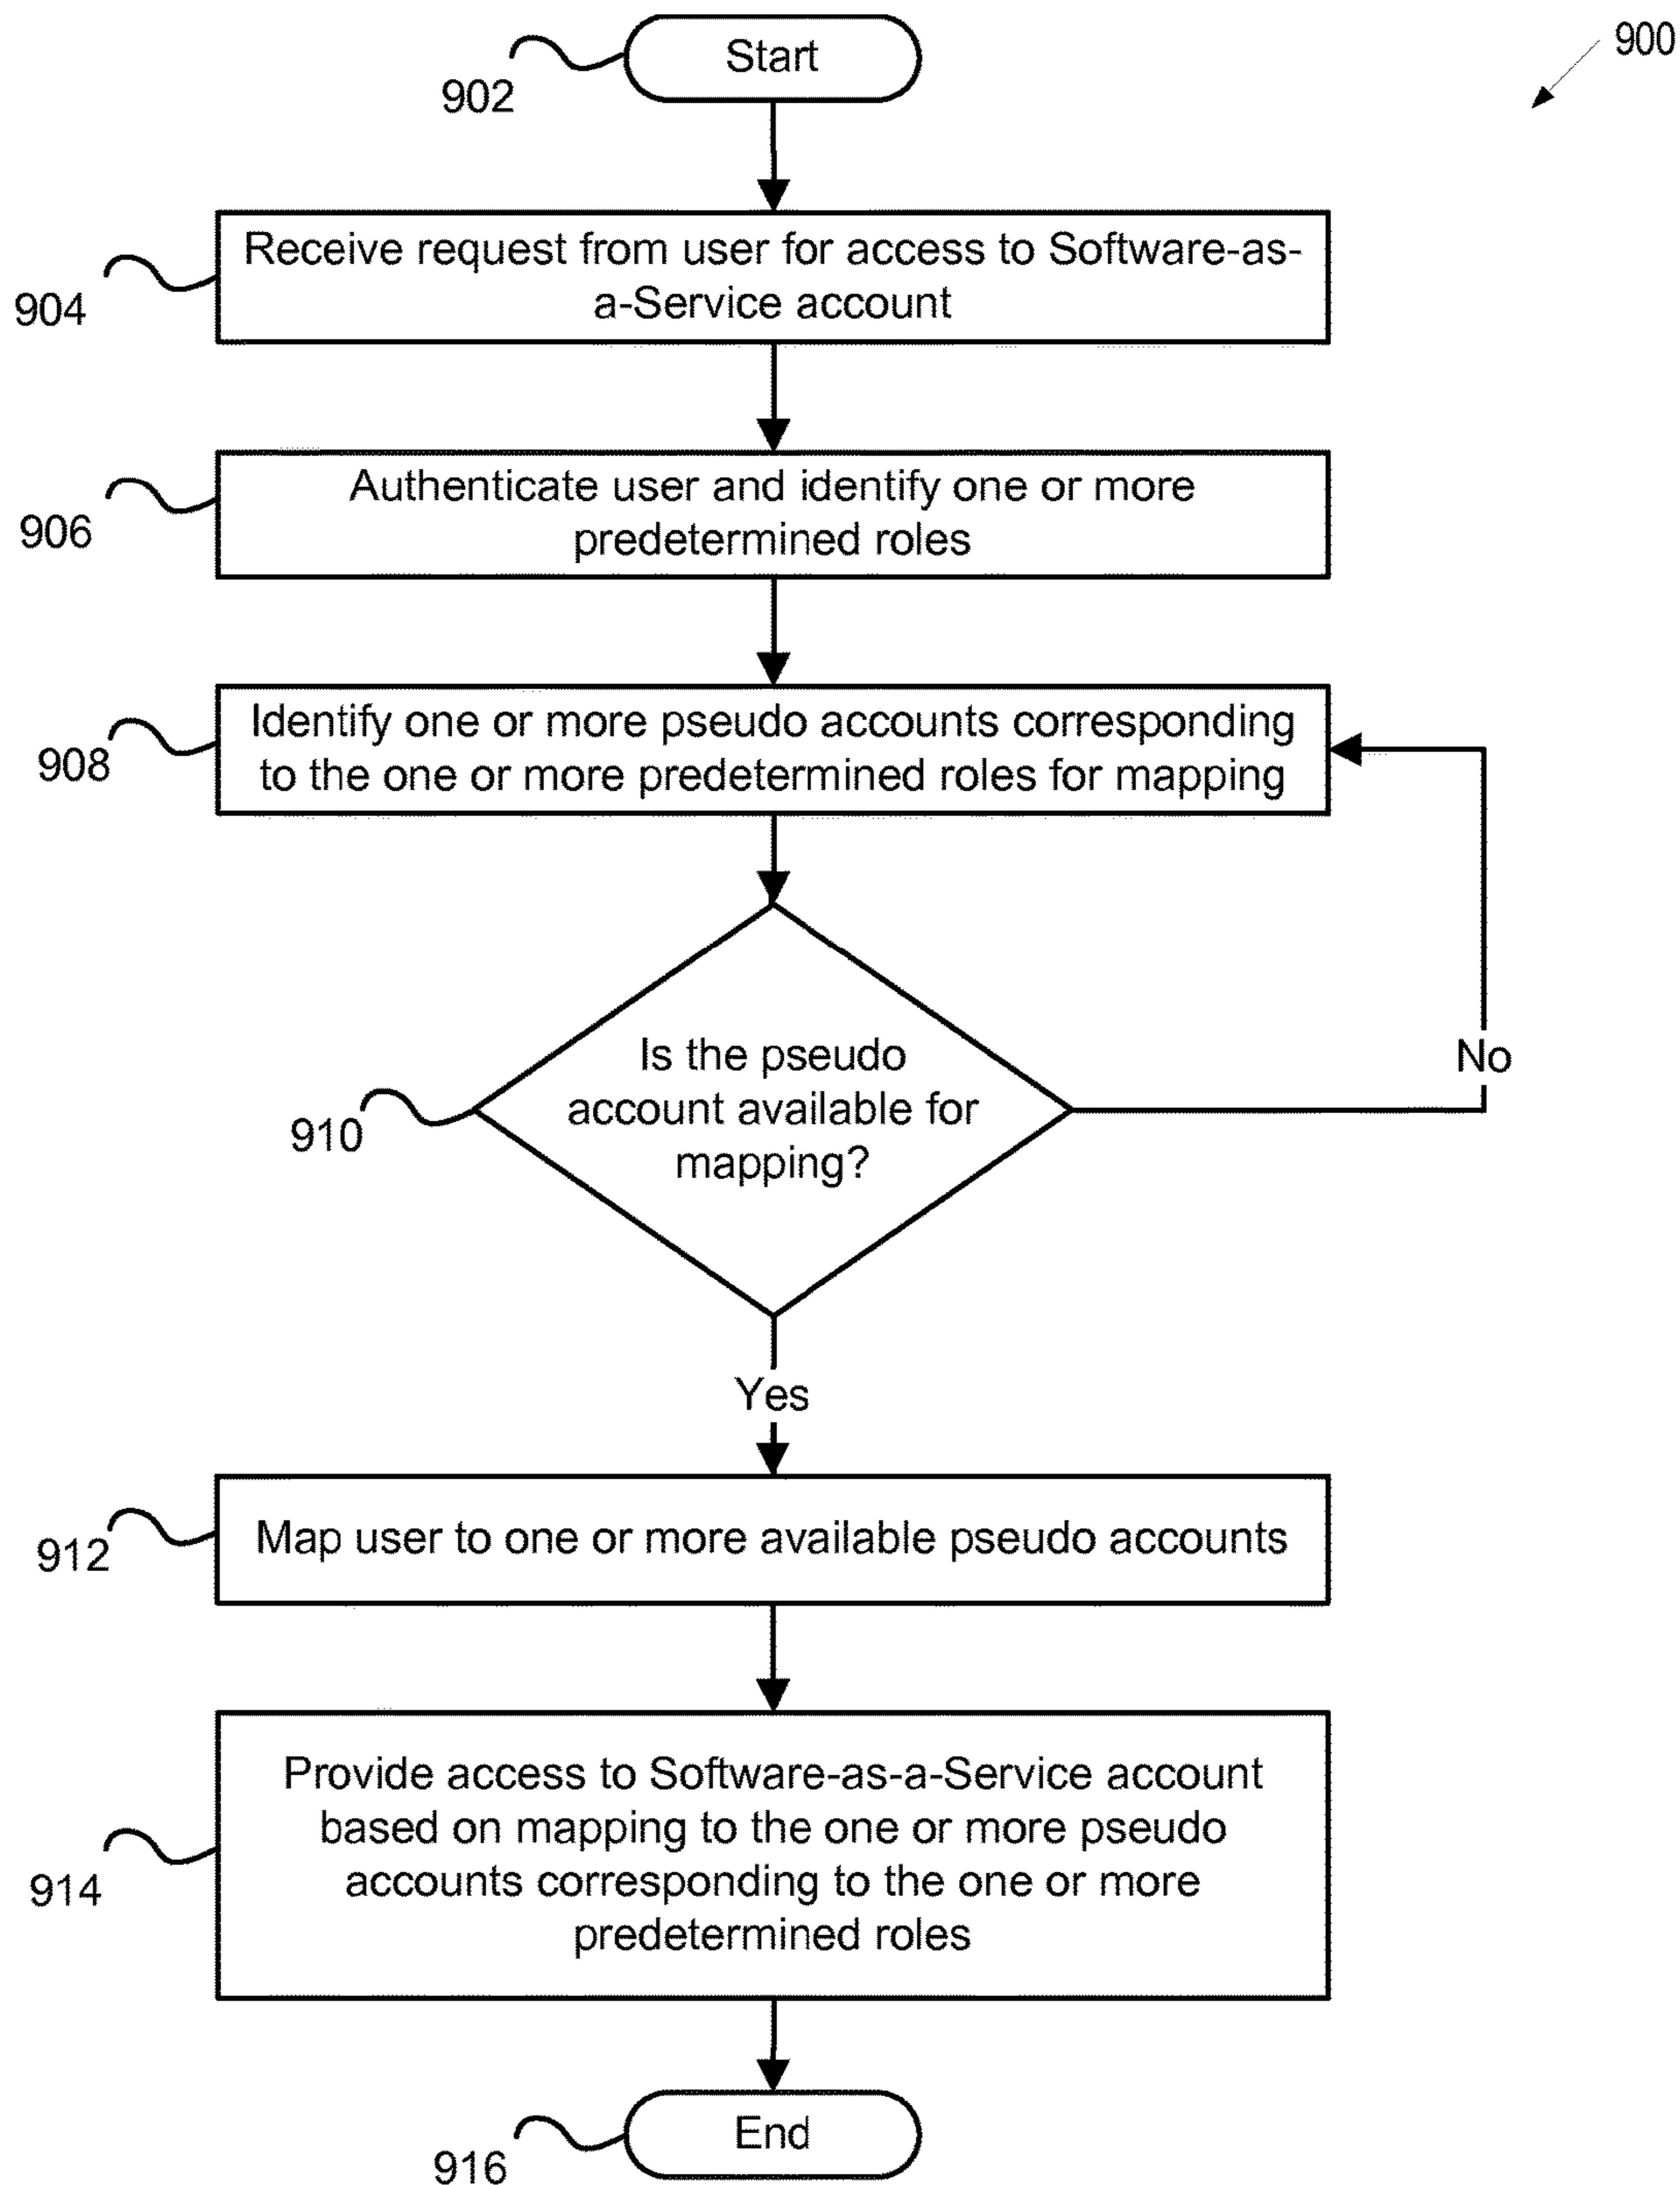 900
Start
902
Receive request from user for access to Software-as-
a-Service account
904
Authenticate user and identify one or more
predetermined roles
906
Identify one or more pseudo accounts corresponding
to the one or more predetermined roles for mapping
908
Is the pseudo
account available for
mapping?
910
No
Yes
Map user to one or more available pseudo accounts
912
Provide access to Software-as-a-Service account
based on mapping to the one or more pseudo
accounts corresponding to the one or more
predetermined roles
914
End
916